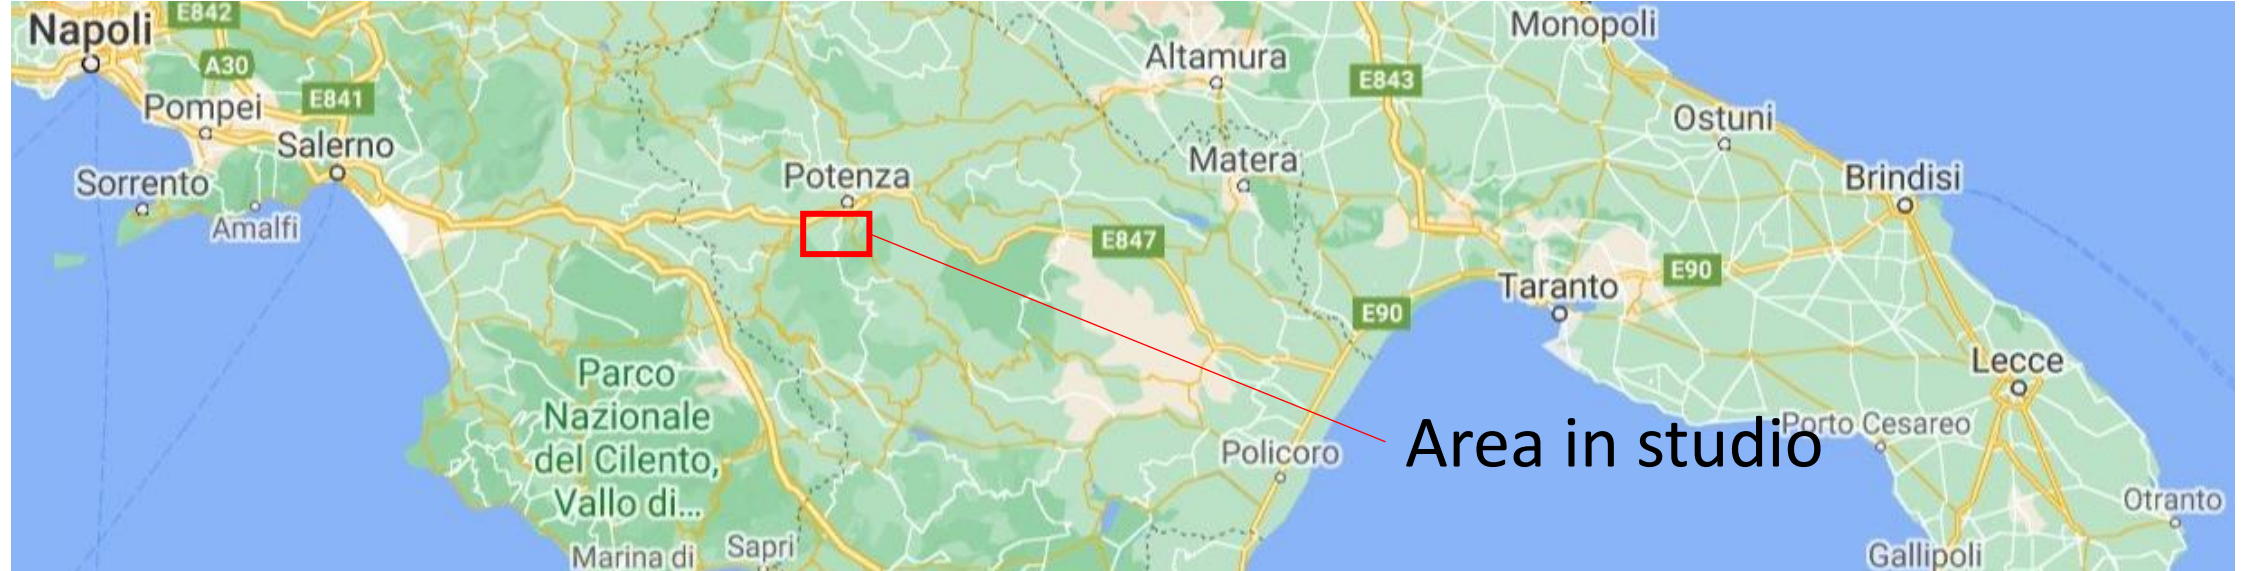 E842
Napoli
Monopoli
Altamura
A30
E843
E841
Pompei
Ostuni
Salerno
Matera
Potenza
Brindisi
Sorrento
Amalfi
E847
E90
Taranto
E90
Lecce
Parco
Nazionale
del Cilento,
Vallo di...
Porto Cesareo
Area in studio
Policoro
Otranto
Sapri
Marina di
Gallipoli